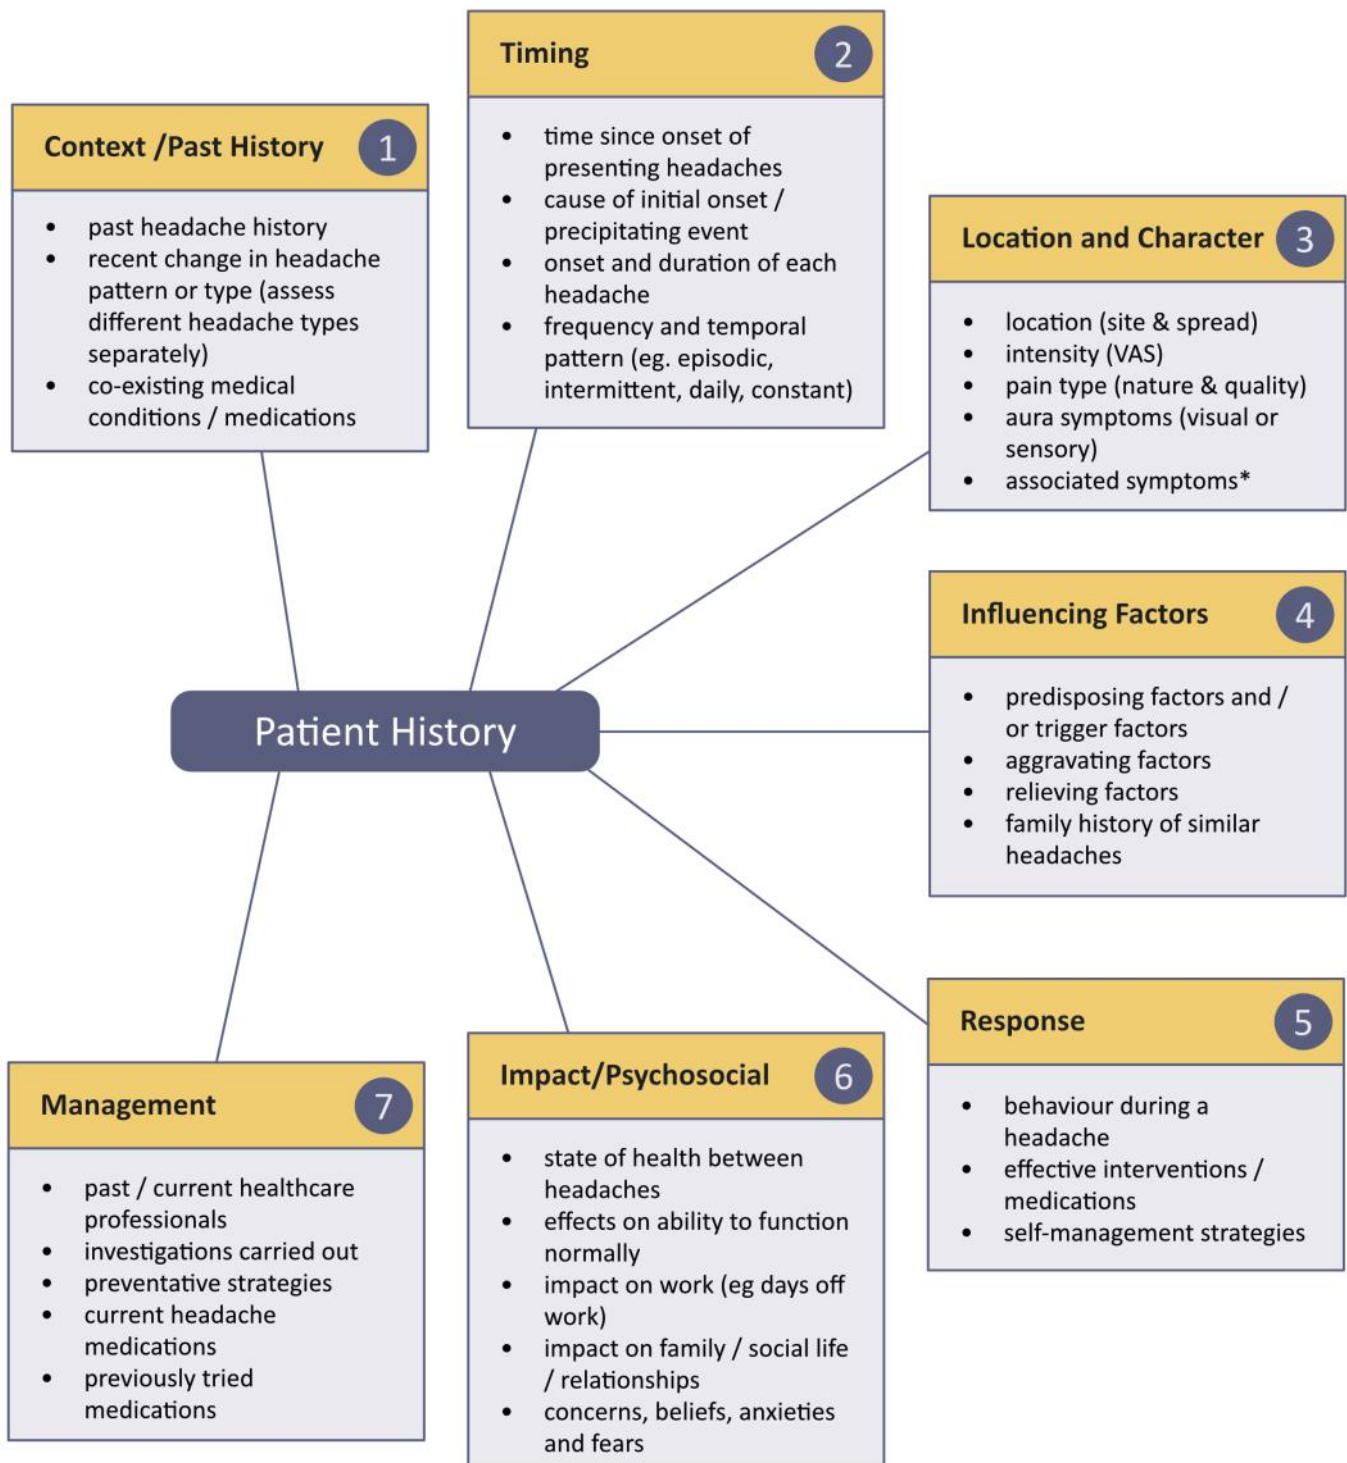 Context /Past History 1
• past headache history
• recent change in headache
pattern or type (assess
different headache types
separately)
• co-existing medical
conditions / medications
Timing 2
• time since onset of
presenting headaches
• cause of initial onset /
precipitating event
• onset and duration of each
headache
• frequency and temporal
pattern (eg. episodic,
intermittent, daily, constant)
Location and Character 3
• location (site & spread)
• intensity (VAS)
• pain type (nature & quality)
• aura symptoms (visual or
sensory)
• associated symptoms*
Influencing Factors 4
• predisposing factors and /
or trigger factors
• aggravating factors
• relieving factors
• family history of similar
headaches
Patient History
Response 5
• behaviour during a
headache
• effective interventions /
medications
• self-management strategies
Impact/Psychosocial 6
• state of health between
headaches
• effects on ability to function
normally
• impact on work (eg days off
work)
• impact on family / social life
/ relationships
• concerns, beliefs, anxieties
and fears
Management 7
• past / current healthcare
professionals
• investigations carried out
• preventative strategies
• current headache
medications
• previously tried
medications